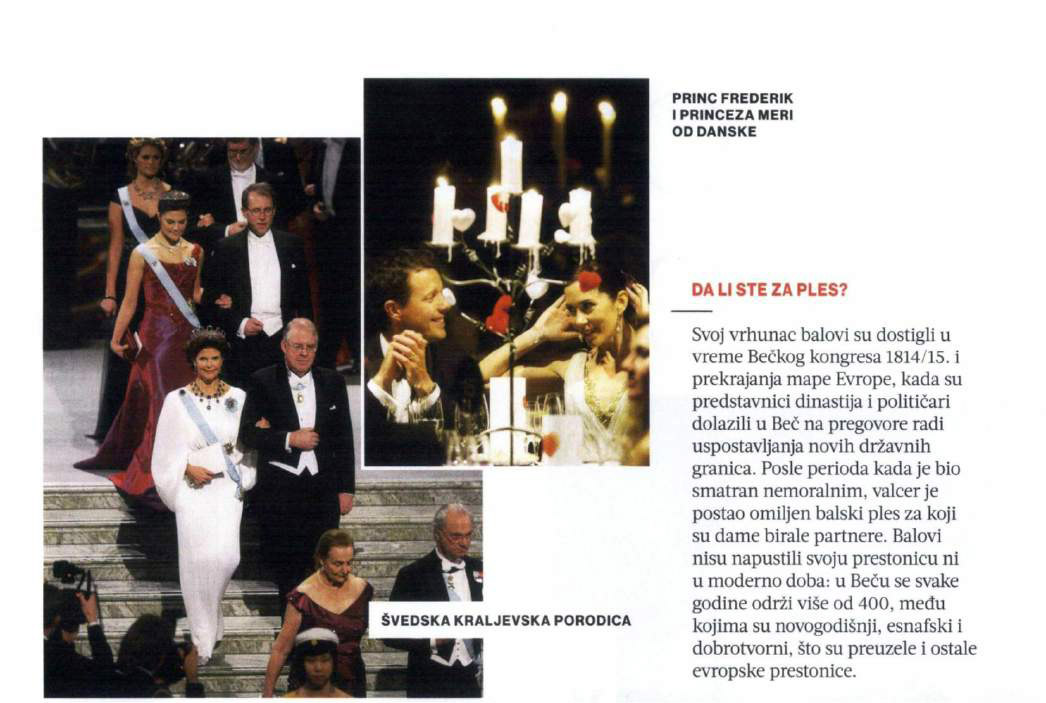 PRINC FREDERIK
I PRINCEZA MERI
OD DANSKE
DA LI STE ZA PLES?
Svoj vrhunac balovi su dostigli u
vreme Bečkog kongresa 1814/15. i
prekrajanja mape Evrope, kada su
predstavnici dinastija i političari
dolazili u Beč na pregovore radi
uspostavljanja novih državnih
granica. Posle perioda kada je bio
smatran nemoralnim, valcer je
postao omiljen balski ples za koji
su dame birale partnere. Balovi
nisu napustili svoju prestonicu ni
u moderno doba: u Beču se svake
godine održi više od 400, među
kojima su novogodišnji, esnafski i
dobrotvorni, što su preuzele i ostale
evropske prestonice.
ŠVEDSKA KRALJEVSKA PORODICA